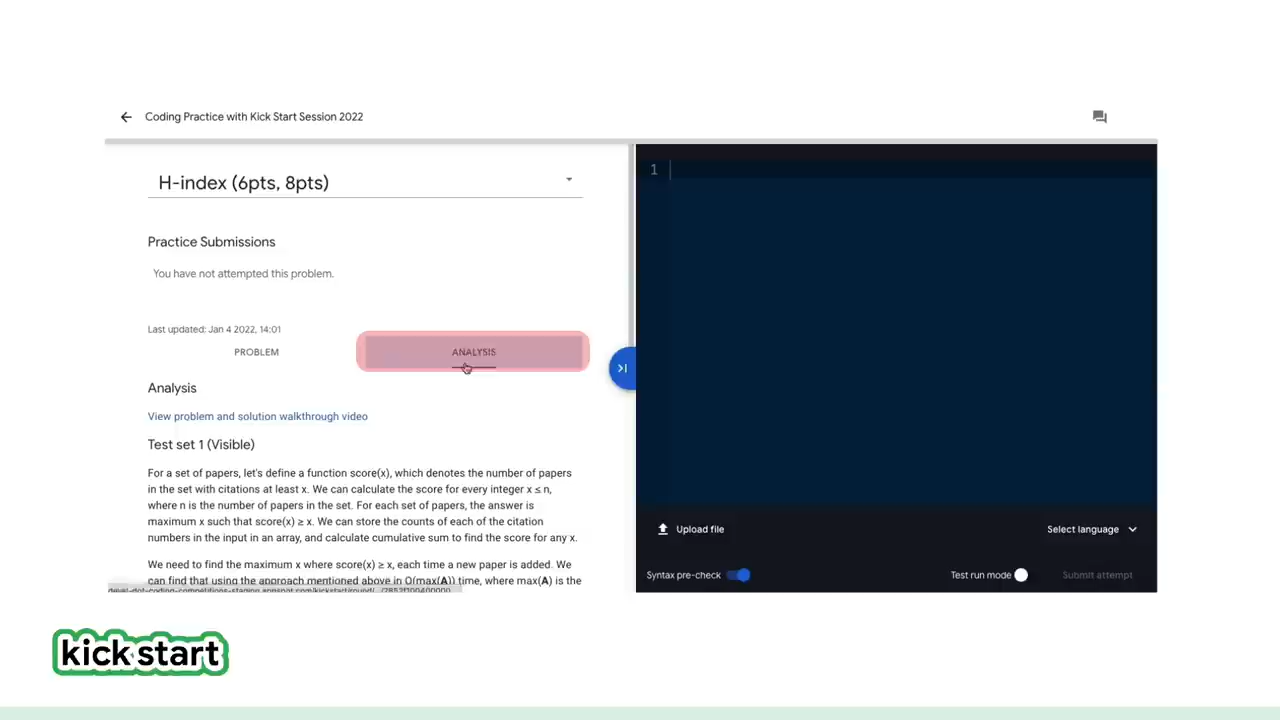 Coding Practice with Kick Start Session 2022
H-index (6pts, 8pts)
Practice Submissions
You have not attempted this problem.
Last updated: Jan 4 2022, 14:01
PROBLEM
ANALYSIS
Analysis
View problem and solution walkthrough video
Test set 1 (Visible)
For a set of papers, let's define a function score(x), which denotes the number of papers
in the set with citations at least x. We can calculate the score for every integer x ≤ n,
where n is the number of papers in the set. For each set of papers, the answer is
maximum x such that score(x) ≥ x. We can store the counts of each of the citation
numbers in the input in an array, and calculate cumulative sum to find the score for any x.
We need to find the maximum x where score(x) ≥ x, each time a new paper is added. We
can find that using the approach mentioned above in O(max(A)) time, where max(A) is the
1
Upload file
Select language
Syntax pre-check
Test run mode
Submit attempt
kick start